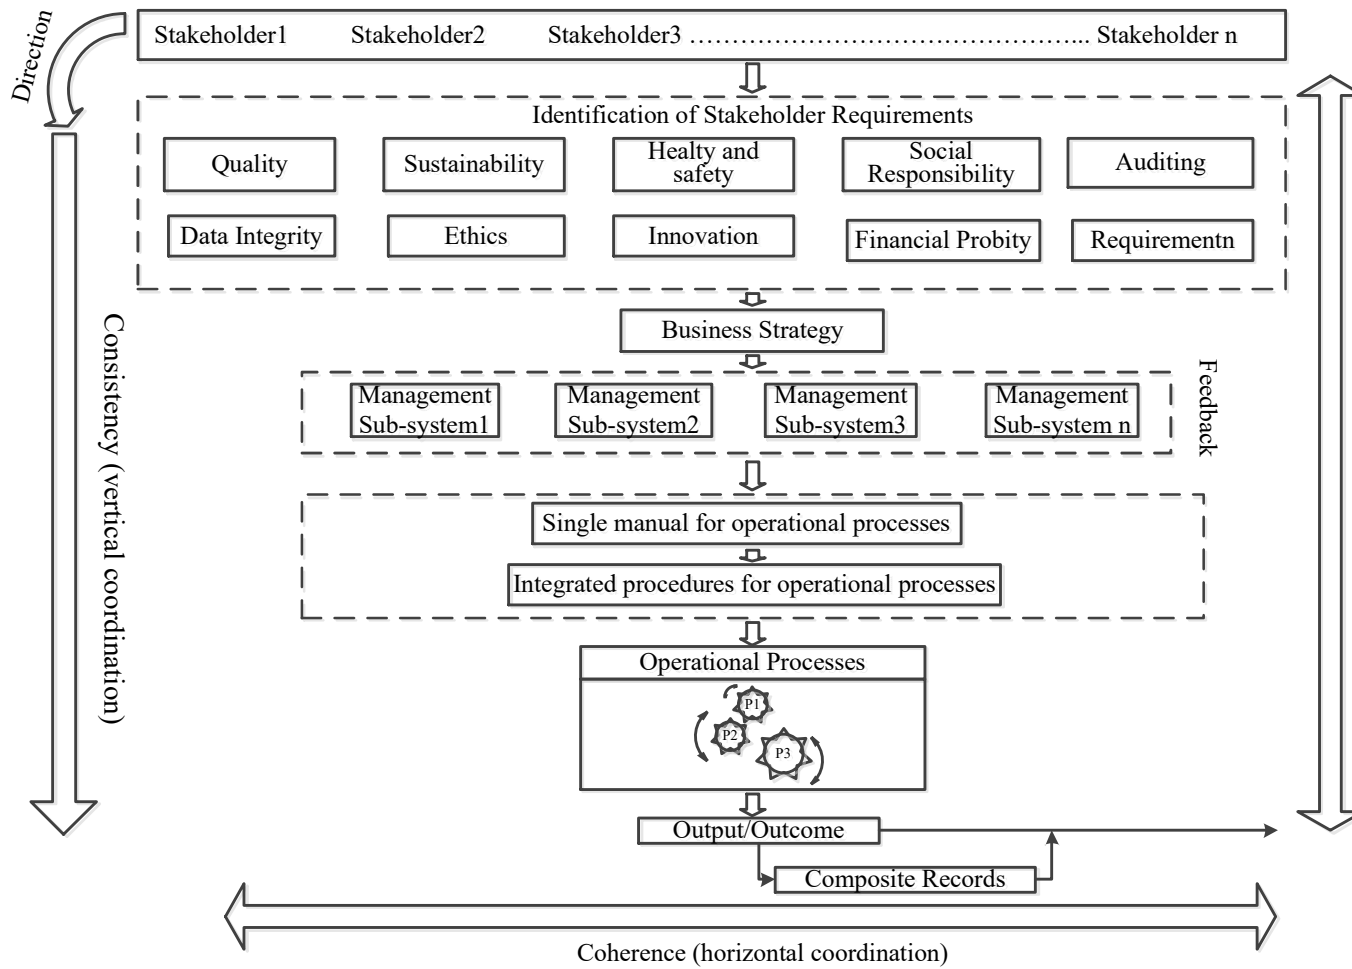 Direction
Stakeholder1 Stakeholder2 Stakeholder3 ………………………………………... Stakeholder n
Identification of Stakeholder Requirements
Quality
Sustainability
Healty and
safety
Social
Responsibility
Auditing
Data Integrity
Ethics
Innovation
Financial Probity
Requirementn
Business Strategy
Management
Sub-system1
Management
Sub-system2
Management
Sub-system3
Management
Sub-system n
Feedback
Consistency (vertical coordination)
Single manual for operational processes
Integrated procedures for operational processes
Operational Processes
P1
P2
P3
Output/Outcome
Composite Records
Coherence (horizontal coordination)